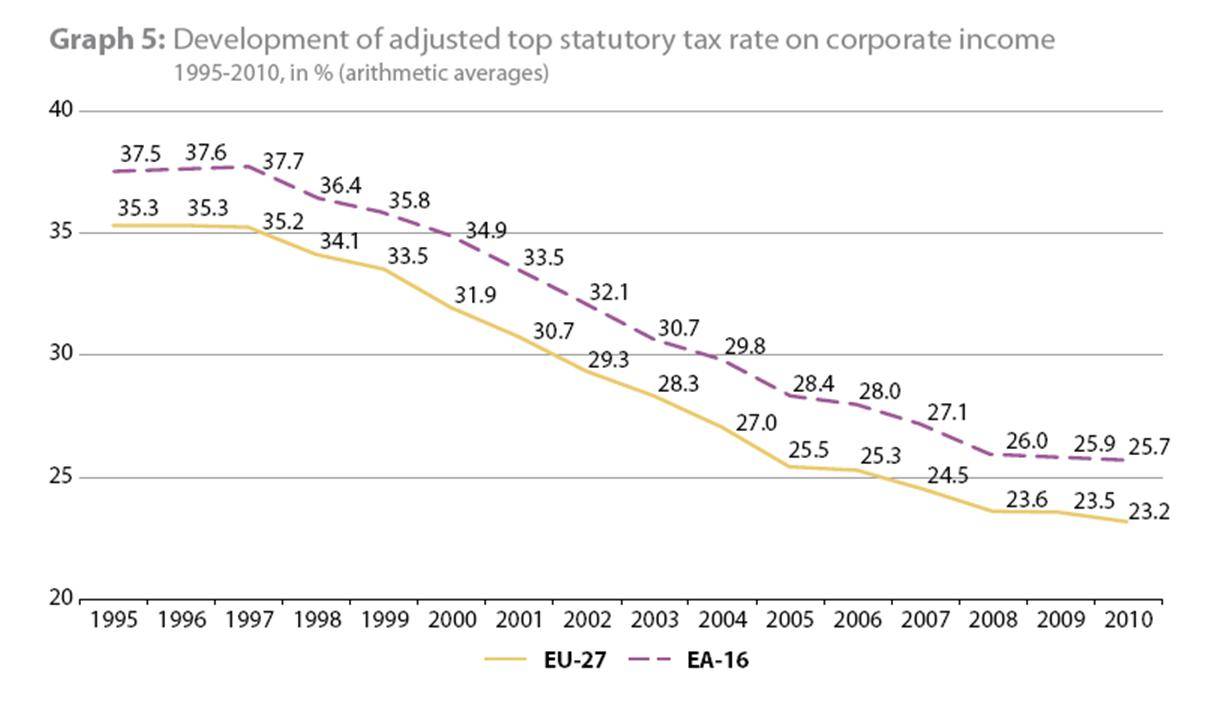 Graph 5: Development of adjusted top statutory tax rate on corporate income
1995-2010, in % (arithmetic averages)
40
37.5 37.6 37.7 36.4 35.8 34.9 33.5 32.1 30.7 29.8 28.4 28.0 27.1 26.0 25.9 25.7
35
35.3 35.3 35.2 34.1 33.5 31.9 30.7 29.3 28.3 27.0 25.5 25.3 24.5 23.6 23.5 23.2
30
25
20
1995 1996 1997 1998 1999 2000 2001 2002 2003 2004 2005 2006 2007 2008 2009 2010
EU-27 EA-16